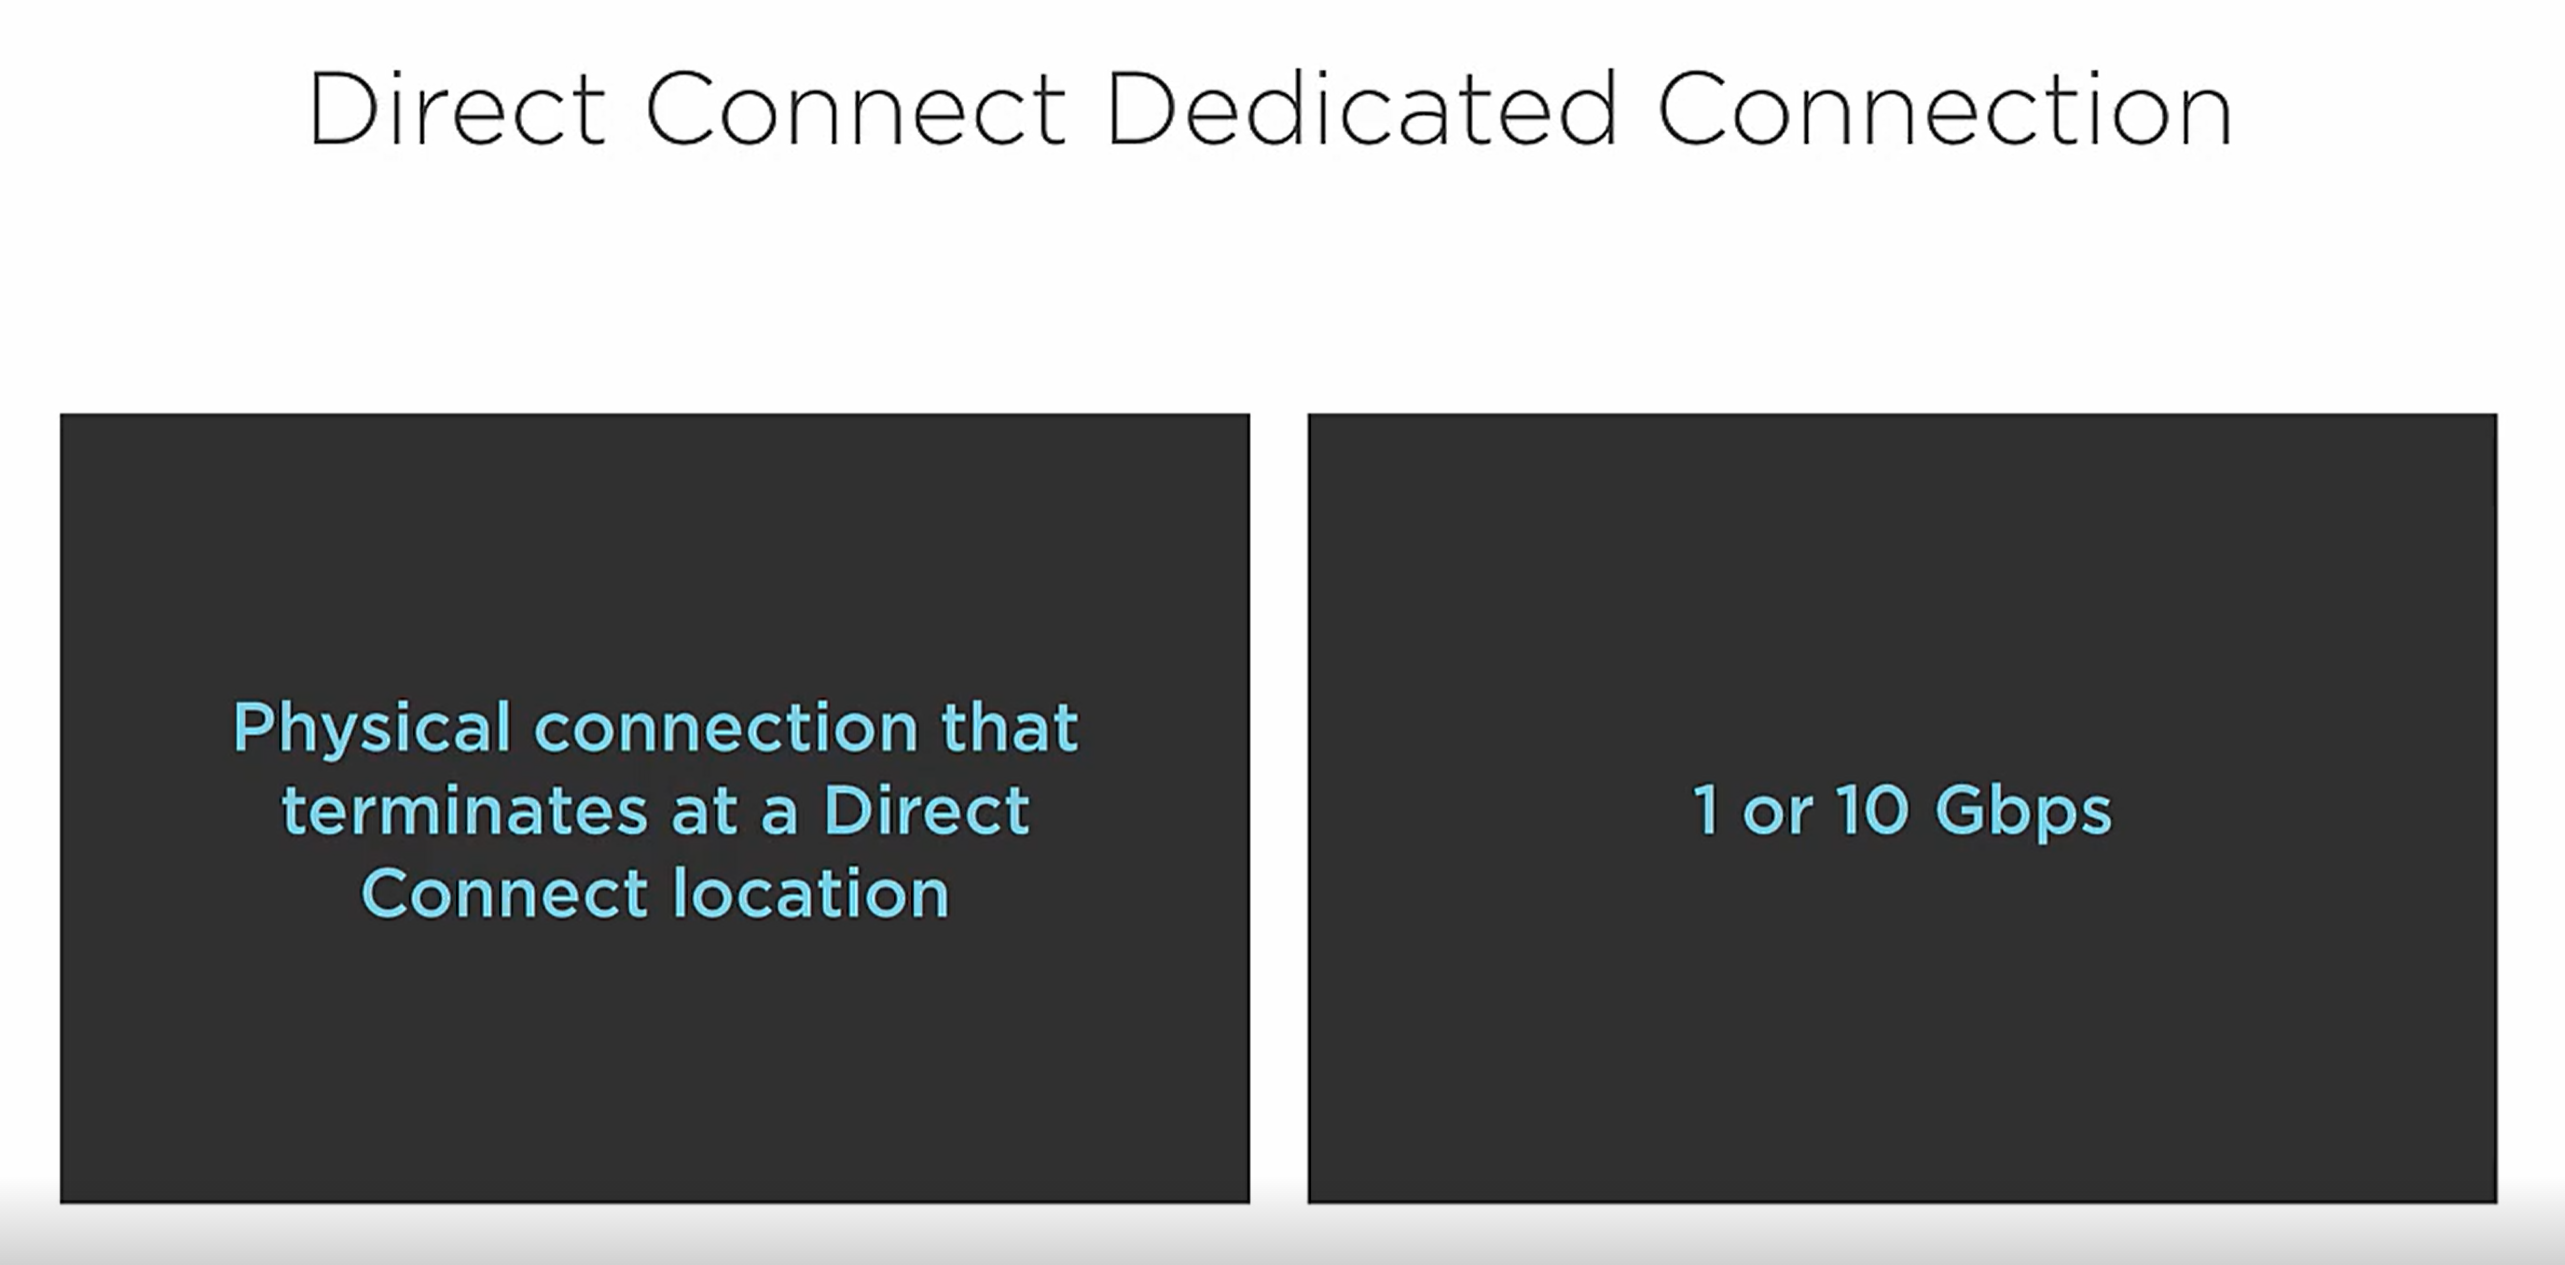 Direct Connect Dedicated Connection
Physical connection that
terminates at a Direct
Connect location
1 or 10 Gbps